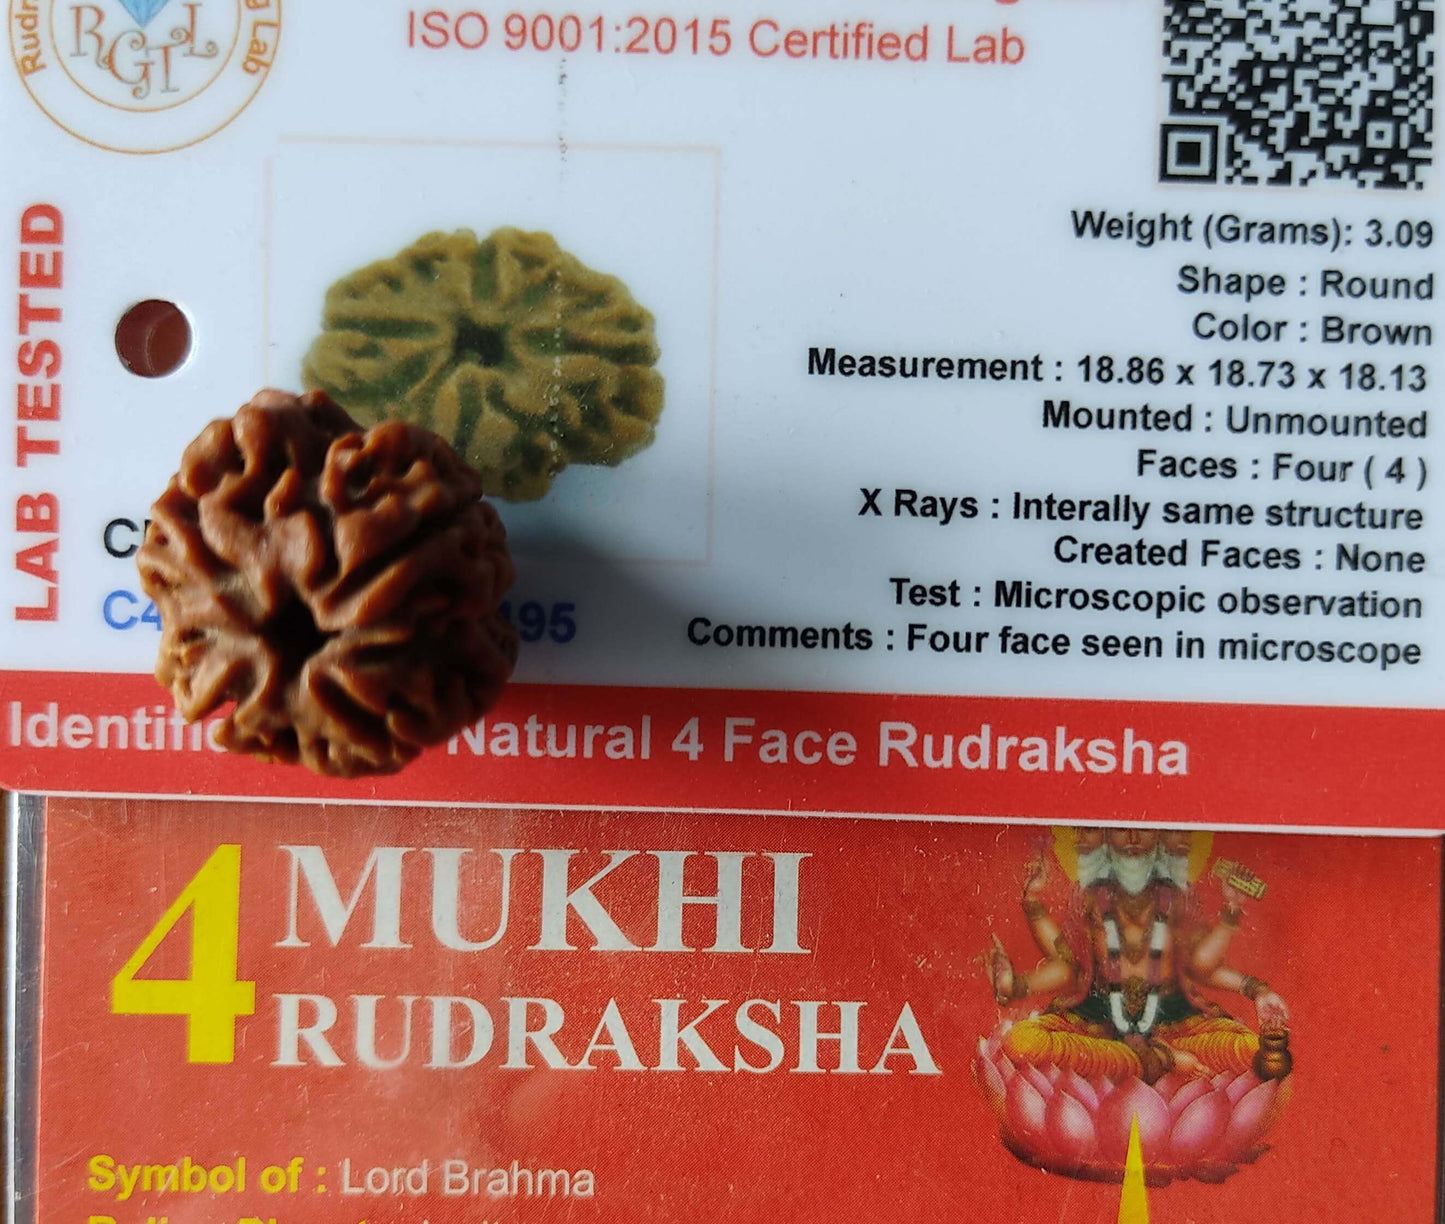 RGTL
Lab
ISO 9001:2015 Certified Lab
LAB TESTED
Weight (Grams): 3.09
Shape : Round
Color : Brown
Measurement : 18.86 x 18.73 x 18.13
Mounted : Unmounted
Faces : Four ( 4 )
X Rays : Interally same structure
Created Faces : None
Test : Microscopic observation
Comments : Four face seen in microscope
Natural 4 Face Rudraksha
4 MUKHI
RUDRAKSHA
Symbol of : Lord Brahma